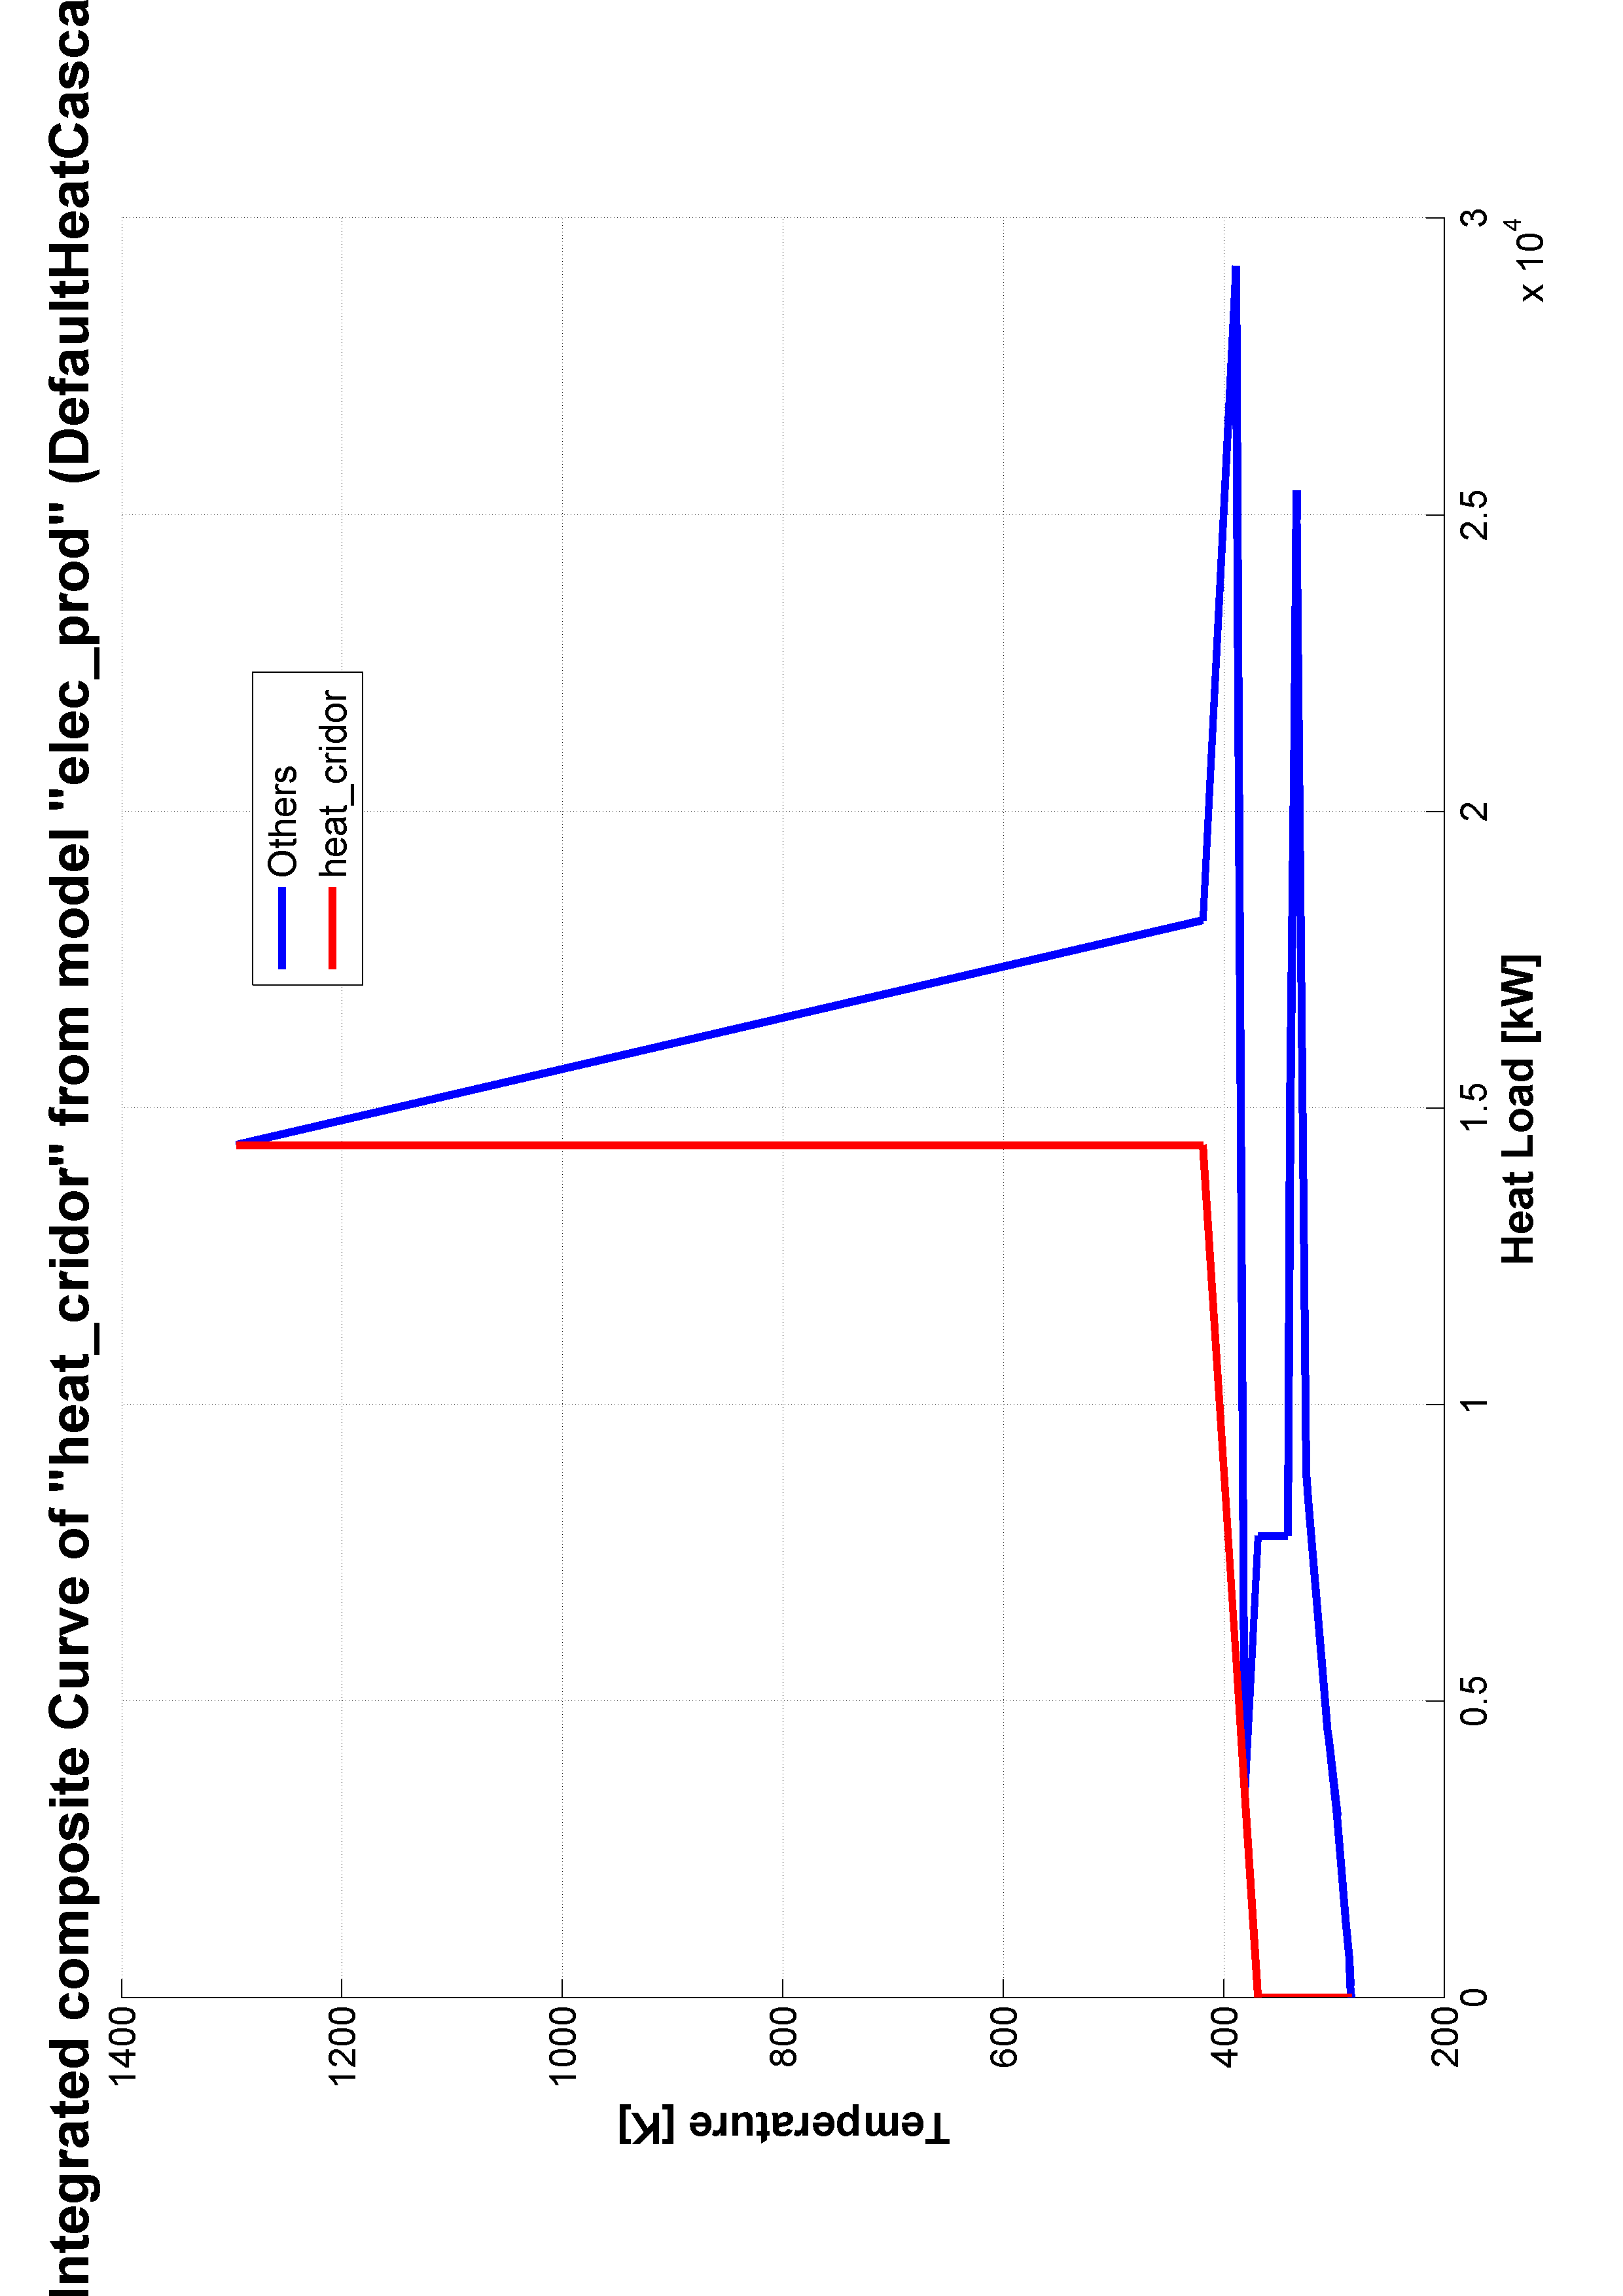 Integrated composite Curve of "heat_cridor" from model "elec_prod" (DefaultHeatCasca
Others
heat_cridor
1400
1200
1000
800
600
400
200
Temperature [K]
0
0.5
1
1.5
2
2.5
3
x 10^4
Heat Load [kW]